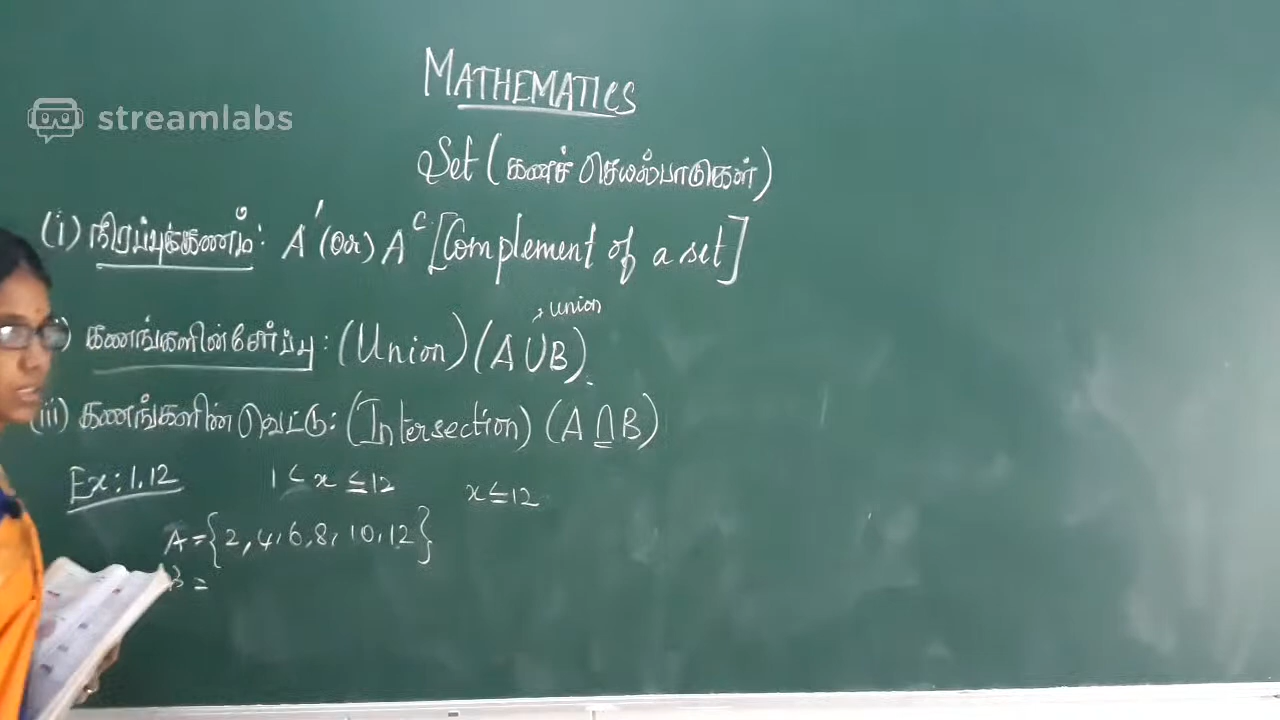 streamlabs
MATHEMATICS
Set (கணச் செயல்பாடுகள்)
(i) நிரப்புக்கணம்: A' (or) A^c [Complement of a set]
union
i) கணங்களின் சேர்ப்பு: (Union) (A ∪ B).
(iii) கணங்களின் வெட்டு: (Intersection) (A ∩ B)
Ex: 1.12 1 < x ≤ 12 x ≤ 12
A = {2, 4, 6, 8, 10, 12}
B =